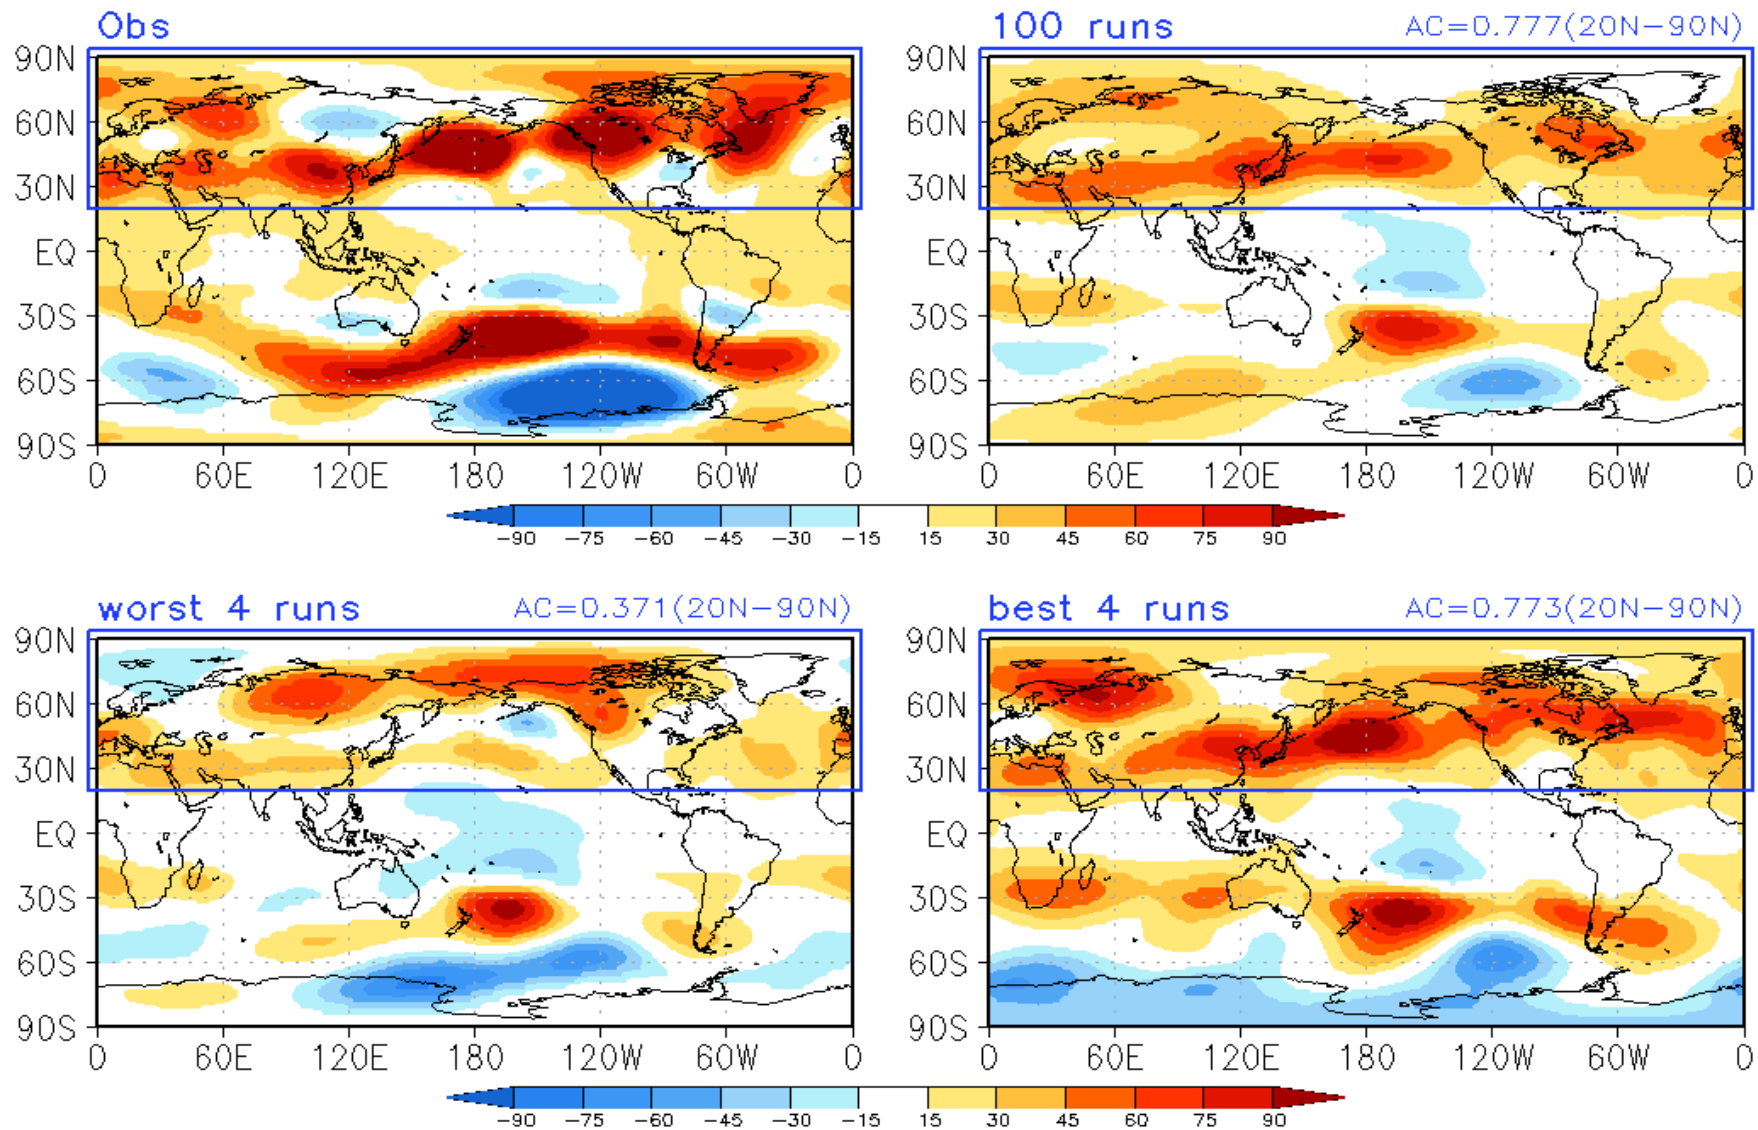 Obs
100 runs AC=0.777(20N−90N)
90N 90N
60N 60N
30N 30N
EQ EQ
30S 30S
60S 60S
90S 90S
0 60E 120E 180 120W 60W 0 0 60E 120E 180 120W 60W 0
−90 −75 −60 −45 −30 −15 15 30 45 60 75 90
worst 4 runs AC=0.371(20N−90N) best 4 runs AC=0.773(20N−90N)
90N 90N
60N 60N
30N 30N
EQ EQ
30S 30S
60S 60S
90S 90S
0 60E 120E 180 120W 60W 0 0 60E 120E 180 120W 60W 0
−90 −75 −60 −45 −30 −15 15 30 45 60 75 90